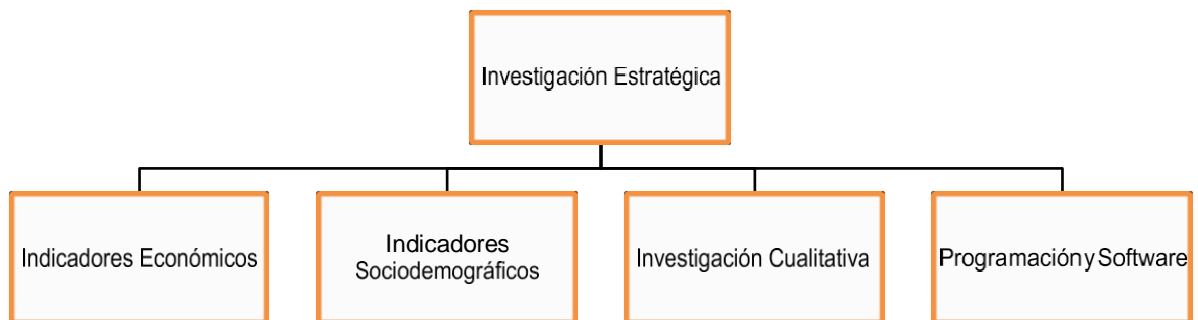 Investigación Estratégica
Indicadores Económicos
Indicadores
Sociodemográficos
Investigación Cualitativa
Programación y Software